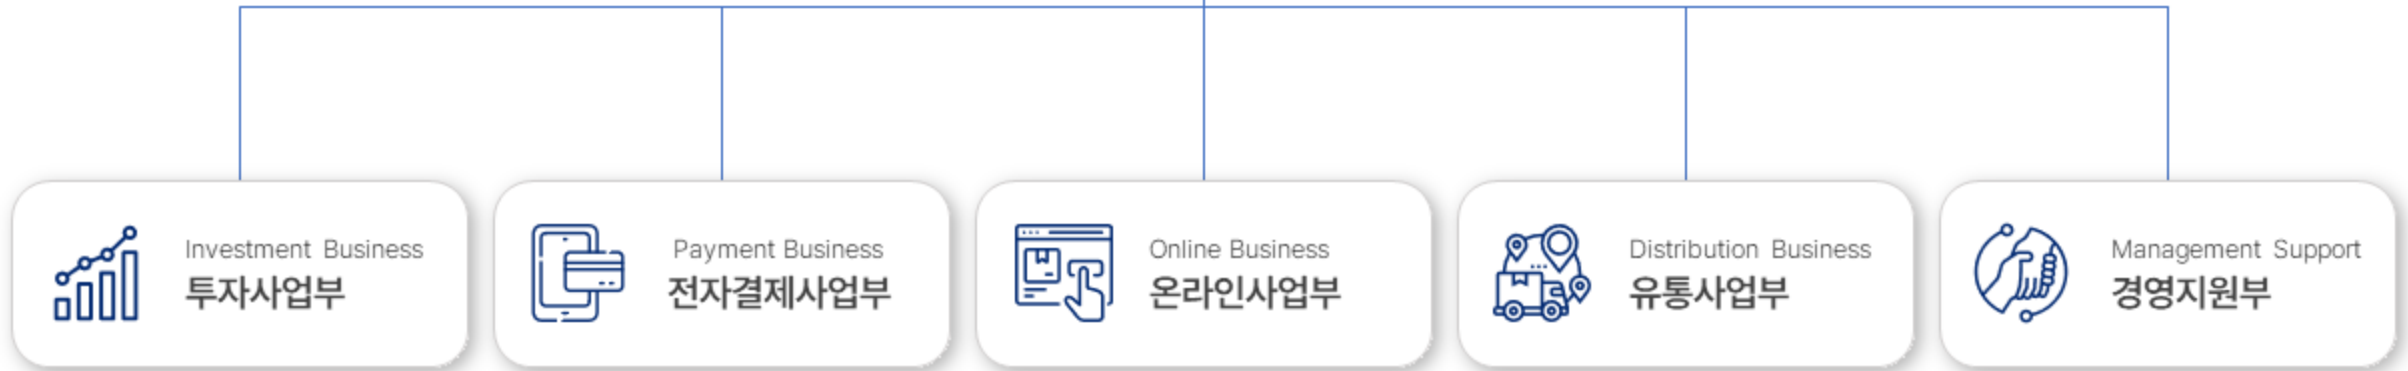 Investment Business
투자사업부
Payment Business
전자결제사업부
Online Business
온라인사업부
Distribution Business
유통사업부
Management Support
경영지원부